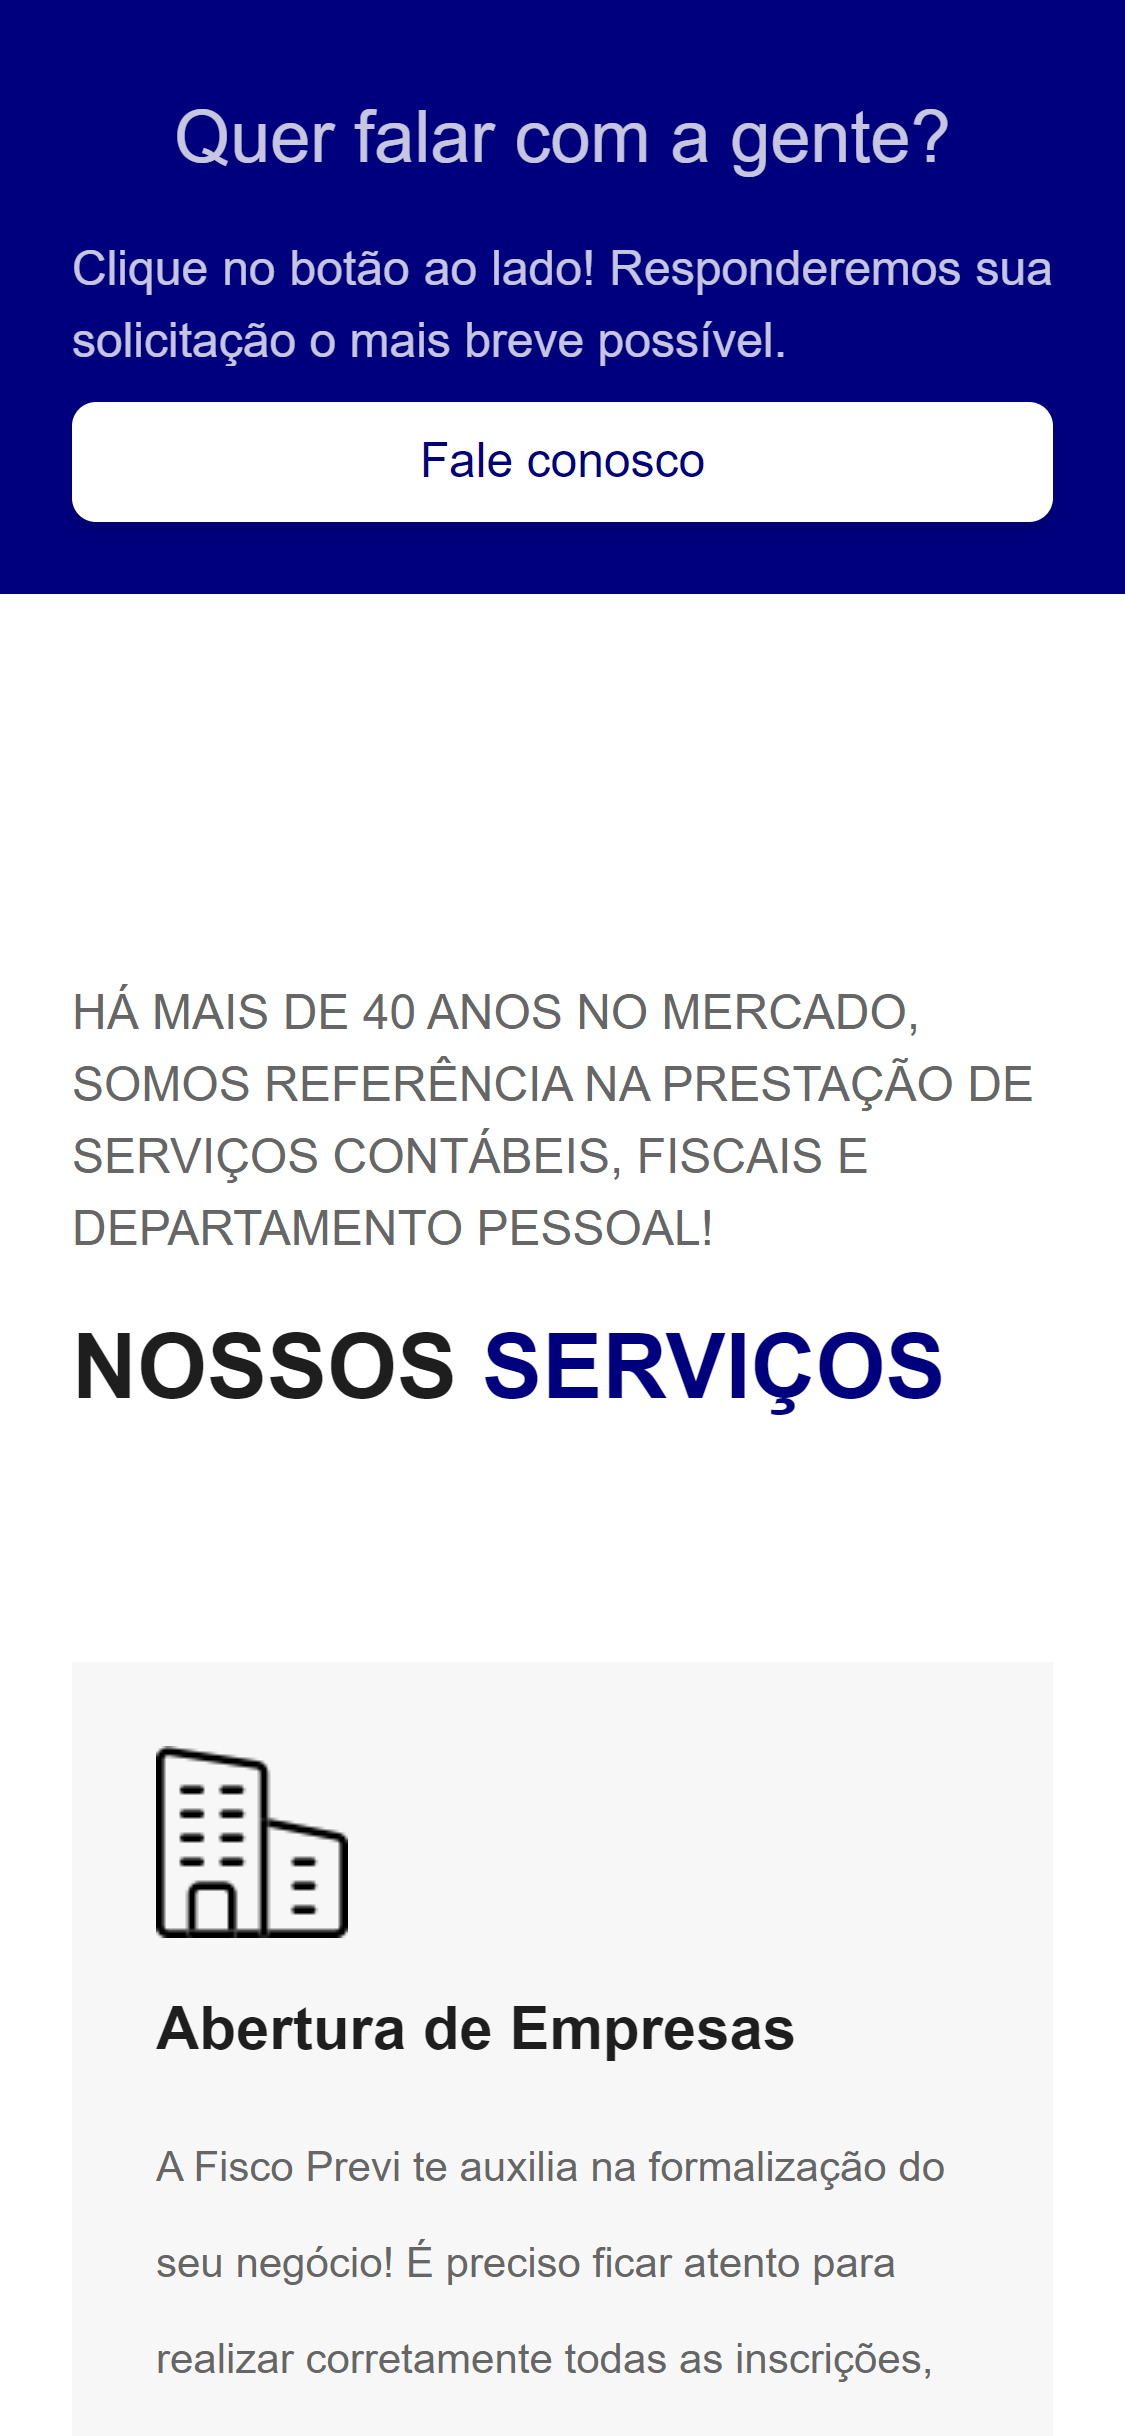 Quer falar com a gente?
Clique no botão ao lado! Responderemos sua
solicitação o mais breve possível.
Fale conosco
HÁ MAIS DE 40 ANOS NO MERCADO,
SOMOS REFERÊNCIA NA PRESTAÇÃO DE
SERVIÇOS CONTÁBEIS, FISCAIS E
DEPARTAMENTO PESSOAL!
NOSSOS SERVIÇOS
Abertura de Empresas
A Fisco Previ te auxilia na formalização do
seu negócio! É preciso ficar atento para
realizar corretamente todas as inscrições,